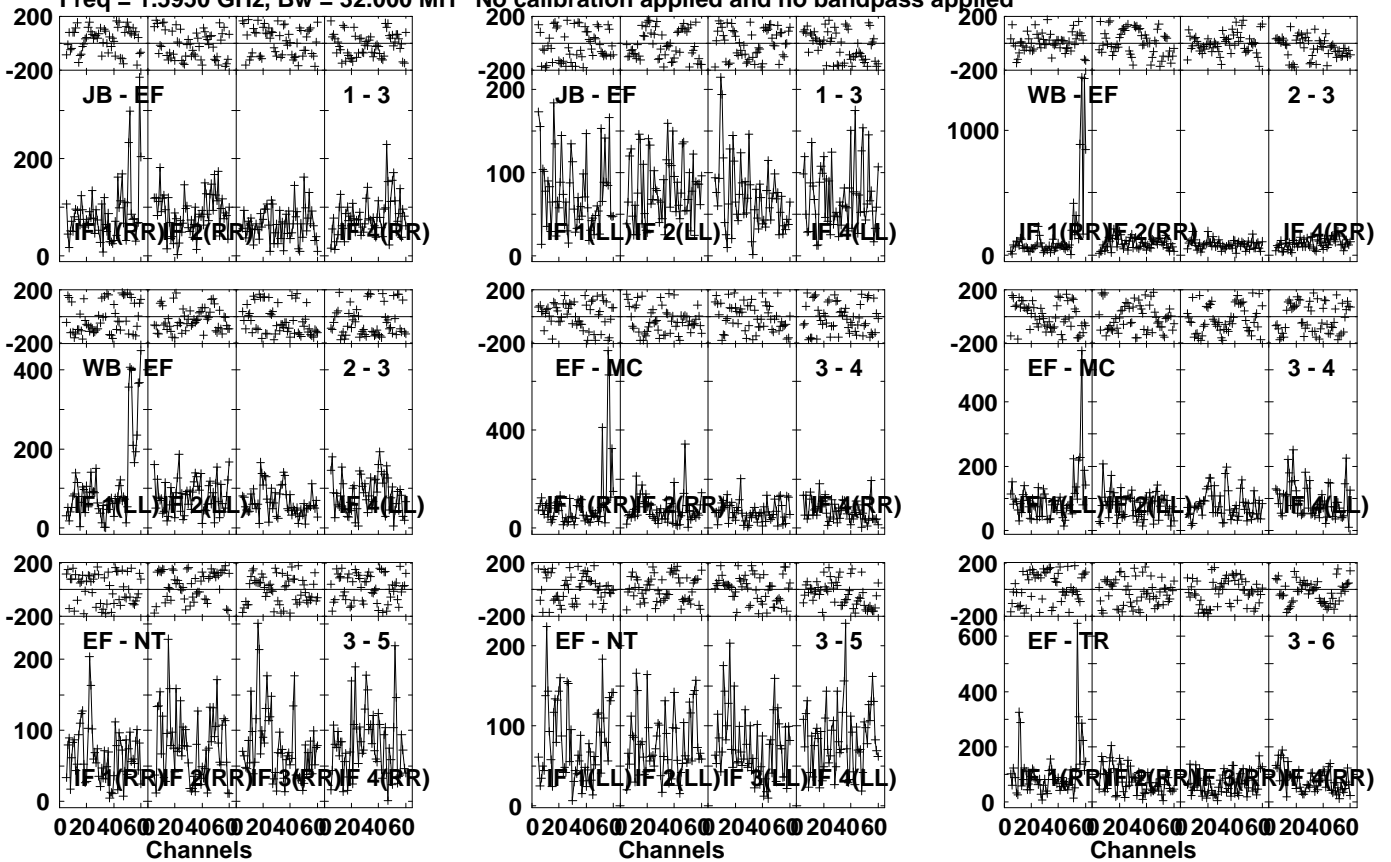 Freq = 1.5950 GHz, Bw = 32.000 MH No calibration applied and no bandpass applied
200
-200
JB - EF 1 - 3
200
0
IF 1(RR) IF 2(RR) IF 4(RR)
200
-200
JB - EF 1 - 3
200
100
0
IF 1(LL) IF 2(LL) IF 4(LL)
200
-200
WB - EF 2 - 3
1000
0
IF 1(RR) IF 2(RR) IF 4(RR)
200
-200
WB - EF 2 - 3
400
200
0
IF 1(LL) IF 2(LL) IF 4(LL)
200
-200
EF - MC 3 - 4
400
0
IF 1(RR) IF 2(RR) IF 4(RR)
200
-200
EF - MC 3 - 4
400
200
0
IF 1(LL) IF 2(LL) IF 4(LL)
200
-200
EF - NT 3 - 5
200
100
0
IF 1(RR) IF 2(RR) IF 3(RR) IF 4(RR)
0 20 40 60 0 20 40 60 0 20 40 60 0 20 40 60
Channels
200
-200
EF - NT 3 - 5
200
100
0
IF 1(LL) IF 2(LL) IF 3(LL) IF 4(LL)
0 20 40 60 0 20 40 60 0 20 40 60 0 20 40 60
Channels
200
-200
EF - TR 3 - 6
600
400
200
0
IF 1(RR) IF 2(RR) IF 3(RR) IF 4(RR)
0 20 40 60 0 20 40 60 0 20 40 60 0 20 40 60
Channels